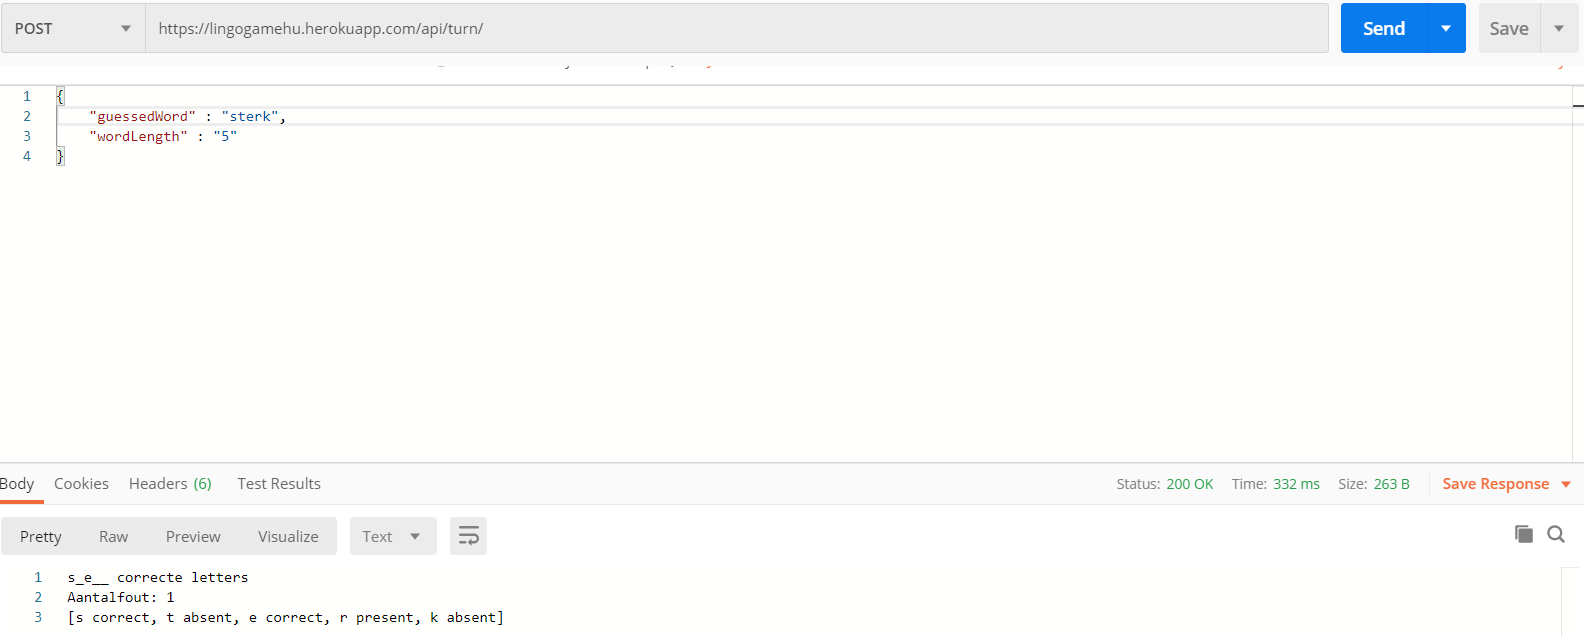 POST https://lingogamehu.herokuapp.com/api/turn/ Send Save
1 {
2 "guessedWord" : "sterk",
3 "wordLength" : "5"
4 }
Body Cookies Headers (6) Test Results Status: 200 OK Time: 332 ms Size: 263 B Save Response
Pretty Raw Preview Visualize Text
1 s_e__ correcte letters
2 Aantalfout: 1
3 [s correct, t absent, e correct, r present, k absent]